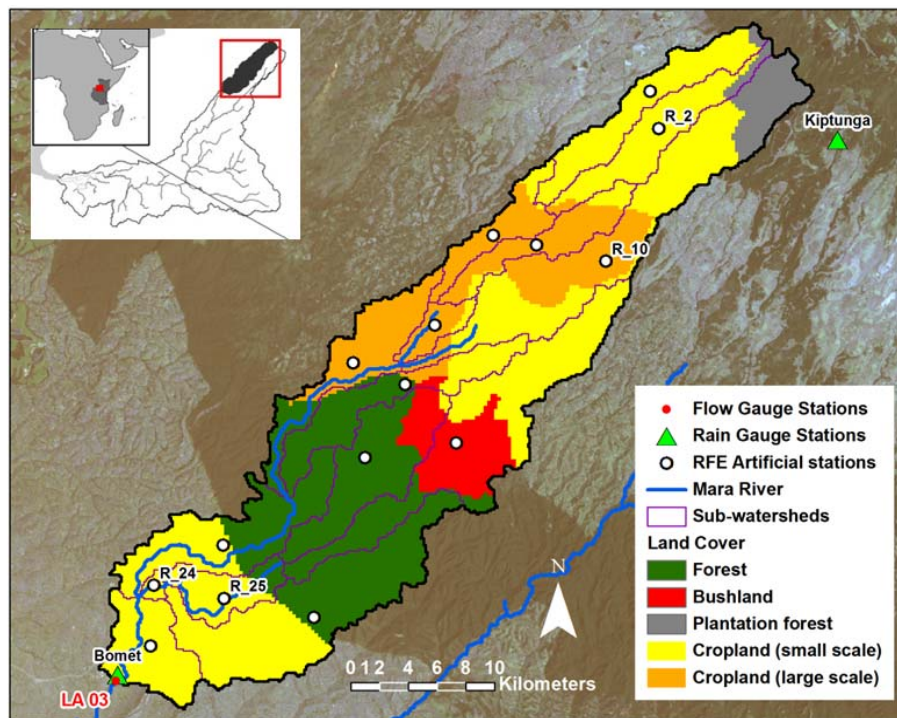 Kiptunga
R_2
R_10
R_24
R_25
Bomet
LA 03
N
0 1 2 4 6 8 10
Kilometers
Flow Gauge Stations
Rain Gauge Stations
RFE Artificial stations
Mara River
Sub-watersheds
Land Cover
Forest
Bushland
Plantation forest
Cropland (small scale)
Cropland (large scale)